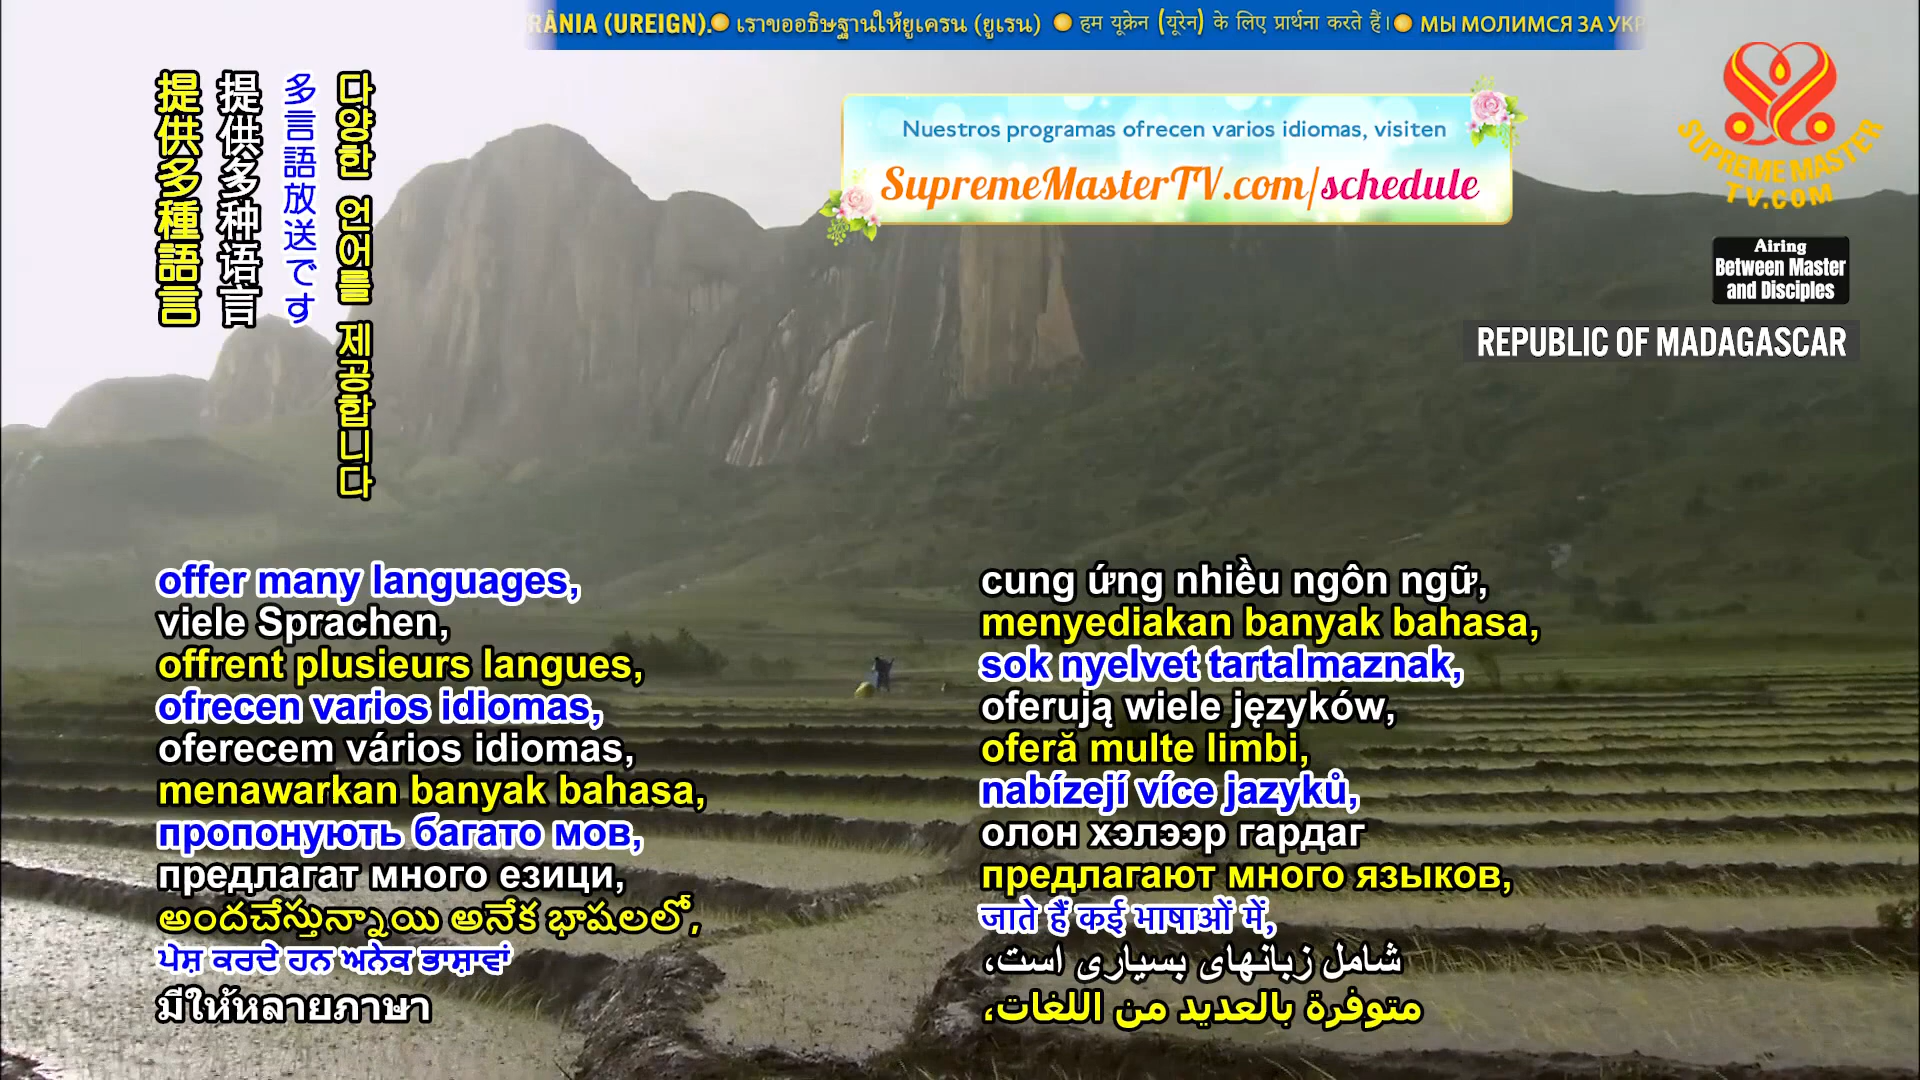 RÂNIA (UREIGN). เราขออธิษฐานให้ยูเครน (ยูเรน) हम यूक्रेन (यूरेन) के लिए प्रार्थना करते हैं। МЫ МОЛИМСЯ ЗА УКР
提供多種語言
提供多种语言
多言語放送です
다양한 언어를 제공합니다
Nuestros programas ofrecen varios idiomas, visiten
SupremeMasterTV.com/schedule
SUPREME MASTER
TV.COM
Airing
Between Master
and Disciples
REPUBLIC OF MADAGASCAR
offer many languages,
viele Sprachen,
offrent plusieurs langues,
ofrecen varios idiomas,
oferecem vários idiomas,
menawarkan banyak bahasa,
пропонують багато мов,
предлагат много езици,
అందచేస్తున్నాయి అనేక భాషలలో,
ਪੇਸ਼ ਕਰਦੇ ਹਨ ਅਨੇਕ ਭਾਸ਼ਾਵਾਂ
มีให้หลายภาษา
cung ứng nhiều ngôn ngữ,
menyediakan banyak bahasa,
sok nyelvet tartalmaznak,
oferują wiele języków,
oferă multe limbi,
nabízejí více jazyků,
олон хэлээр гардаг
предлагают много языков,
जाते हैं कई भाषाओं में,
شامل زبانهای بسیاری است،
متوفرة بالعديد من اللغات،